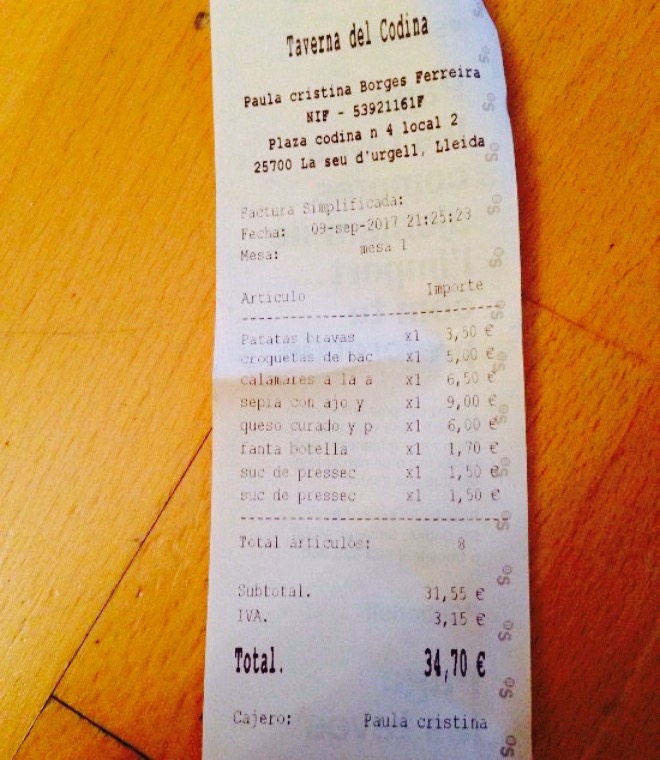 Taverna del Codina
Paula cristina Borges Ferreira
NIF - 53921161F
Plaza codina n 4 local 2
25700 La seu d'urgell, Lleida
Factura Simplificada:
Fecha: 09-sep-2017 21:25:23
Mesa: mesa 1
Artículo Importe
Patatas bravas x1 3,50 €
croquetas de bac x1 5,00 €
calamares a la a x1 6,50 €
sepia con ajo y x1 9,00 €
queso curado y p x1 6,00 €
fanta botella x1 1,70 €
suc de pressec x1 1,50 €
suc de pressec x1 1,50 €
Total artículos: 8
Subtotal. 31,55 €
IVA. 3,15 €
Total. 34,70 €
Cajero: Paula cristina